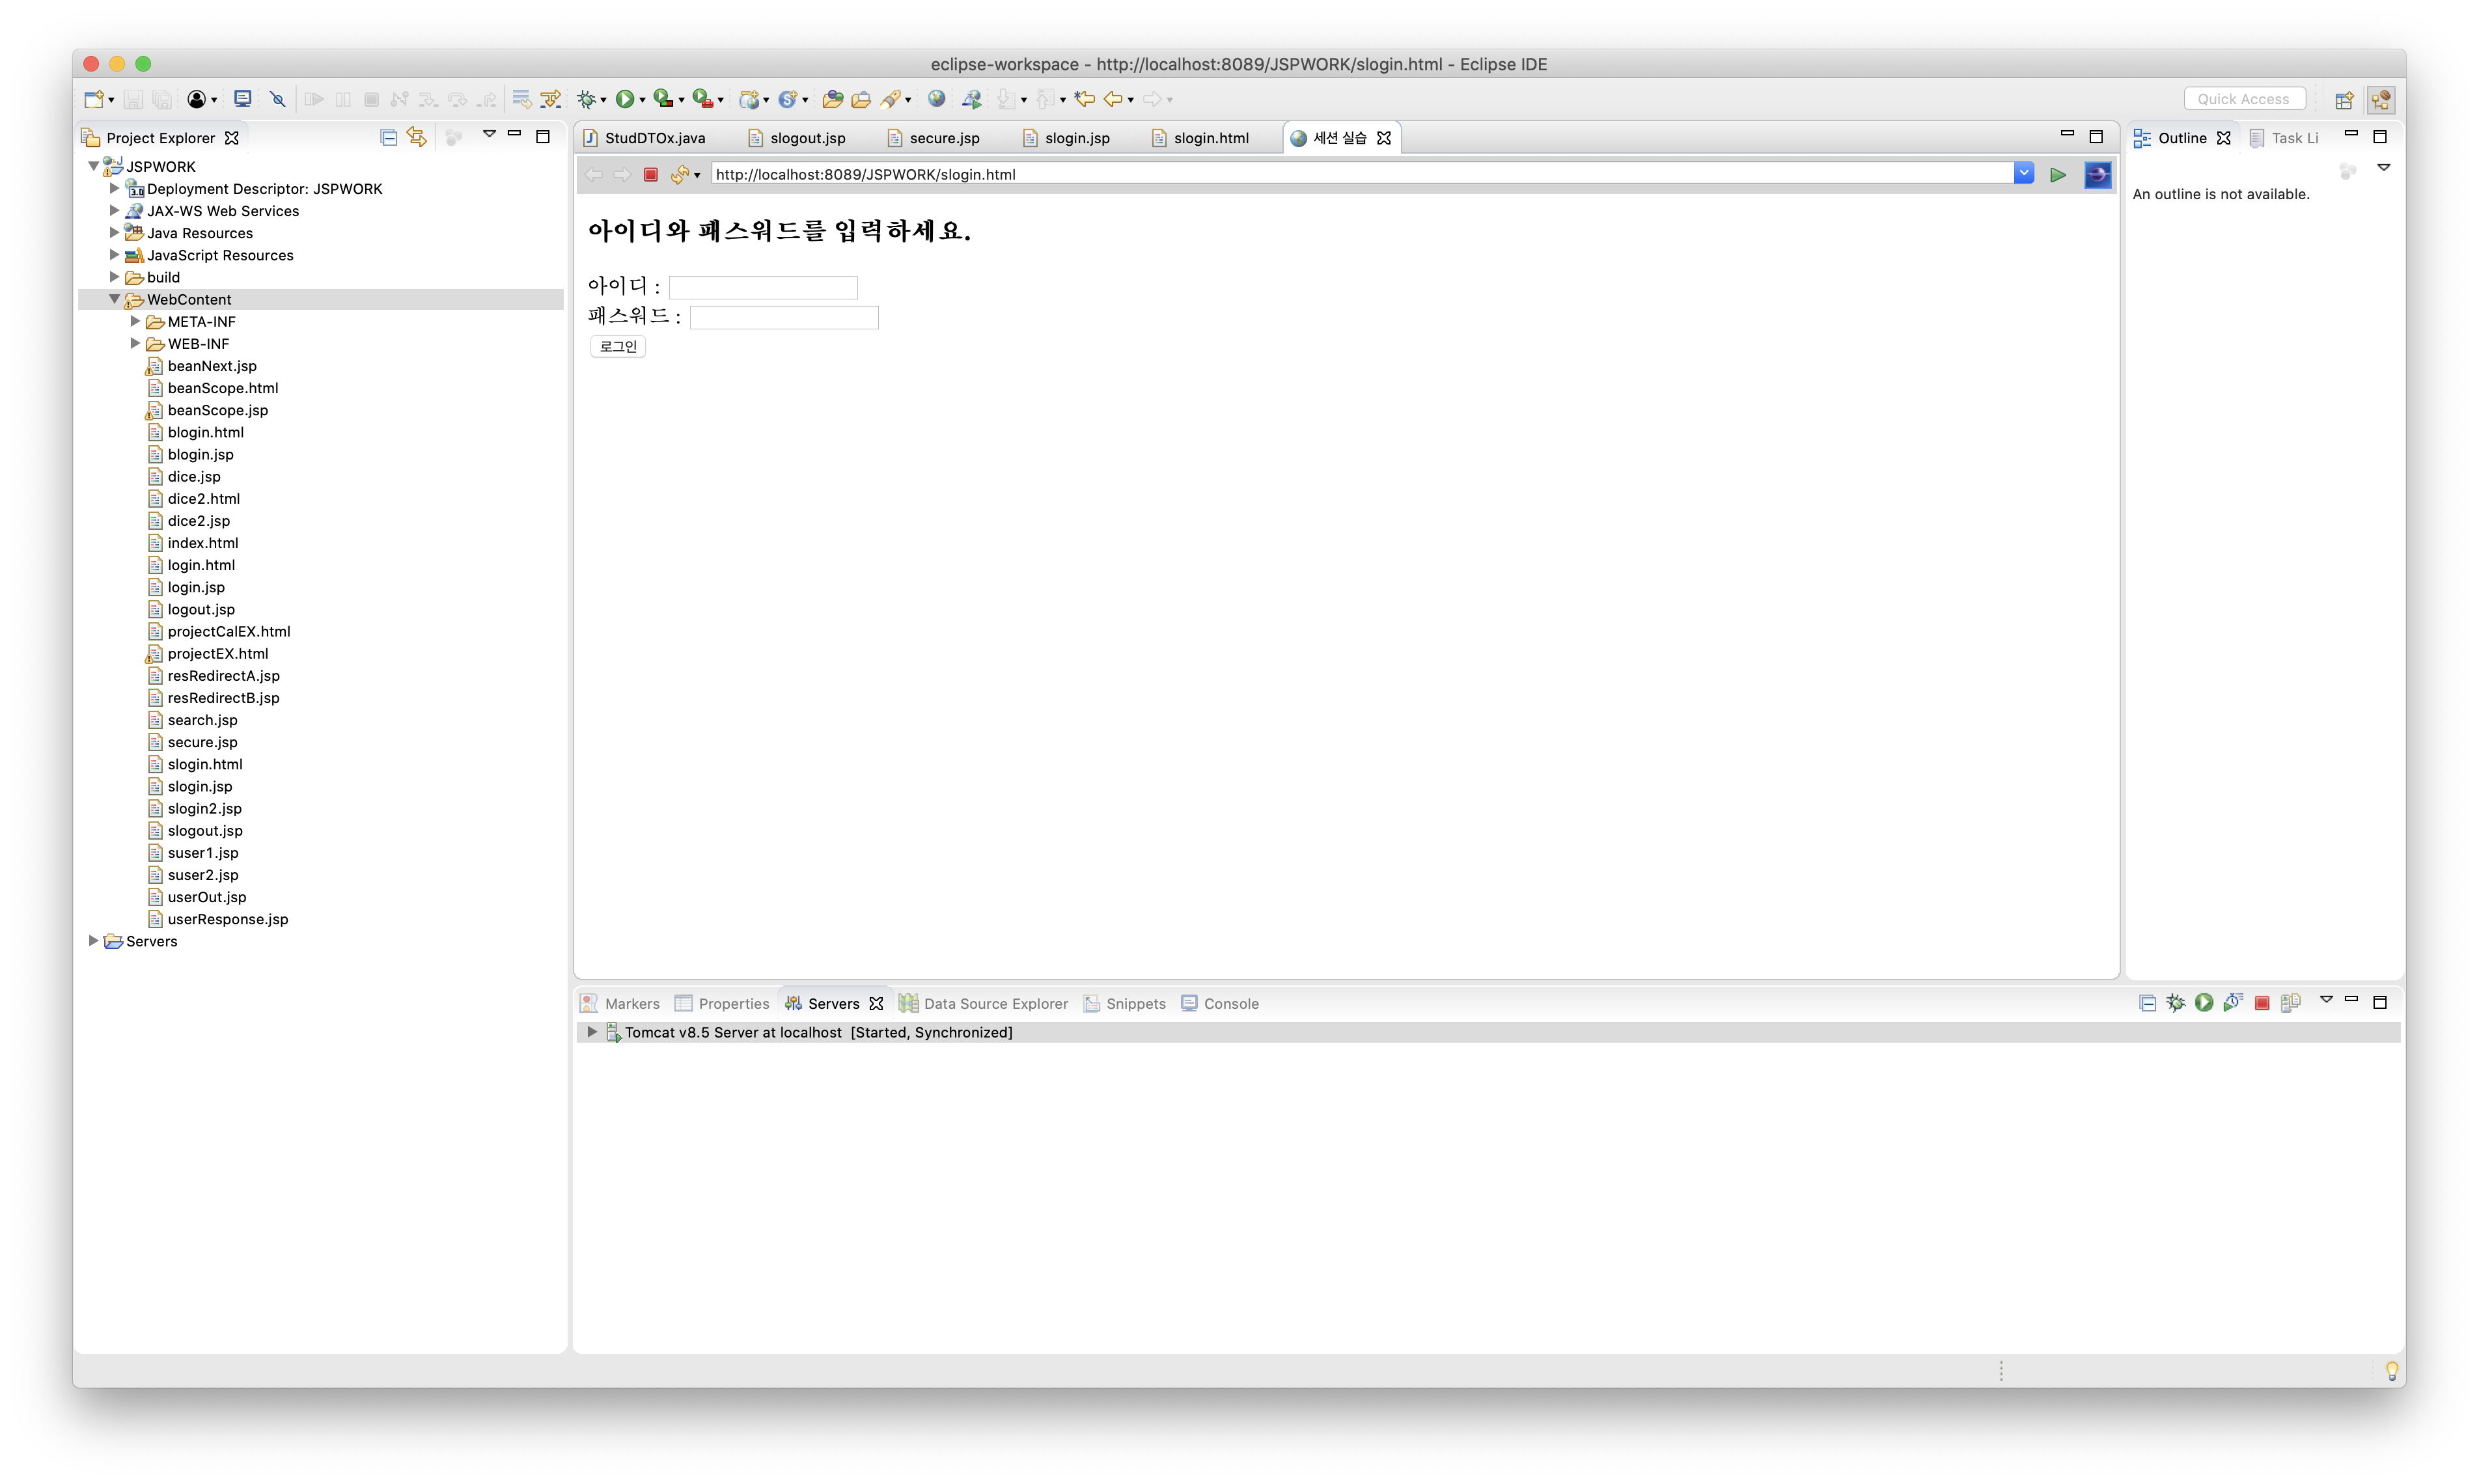 eclipse-workspace - http://localhost:8089/JSPWORK/slogin.html - Eclipse IDE
Quick Access
Project Explorer
JSPWORK
Deployment Descriptor: JSPWORK
JAX-WS Web Services
Java Resources
JavaScript Resources
build
WebContent
META-INF
WEB-INF
beanNext.jsp
beanScope.html
beanScope.jsp
blogin.html
blogin.jsp
dice.jsp
dice2.html
dice2.jsp
index.html
login.html
login.jsp
logout.jsp
projectCalEX.html
projectEX.html
resRedirectA.jsp
resRedirectB.jsp
search.jsp
secure.jsp
slogin.html
slogin.jsp
slogin2.jsp
slogout.jsp
suser1.jsp
suser2.jsp
userOut.jsp
userResponse.jsp
Servers
StudDTOx.java slogout.jsp secure.jsp slogin.jsp slogin.html 세션 실습
http://localhost:8089/JSPWORK/slogin.html
아이디와 패스워드를 입력하세요.
아이디 :
패스워드 :
로그인
Outline Task Li
An outline is not available.
Markers Properties Servers Data Source Explorer Snippets Console
Tomcat v8.5 Server at localhost [Started, Synchronized]